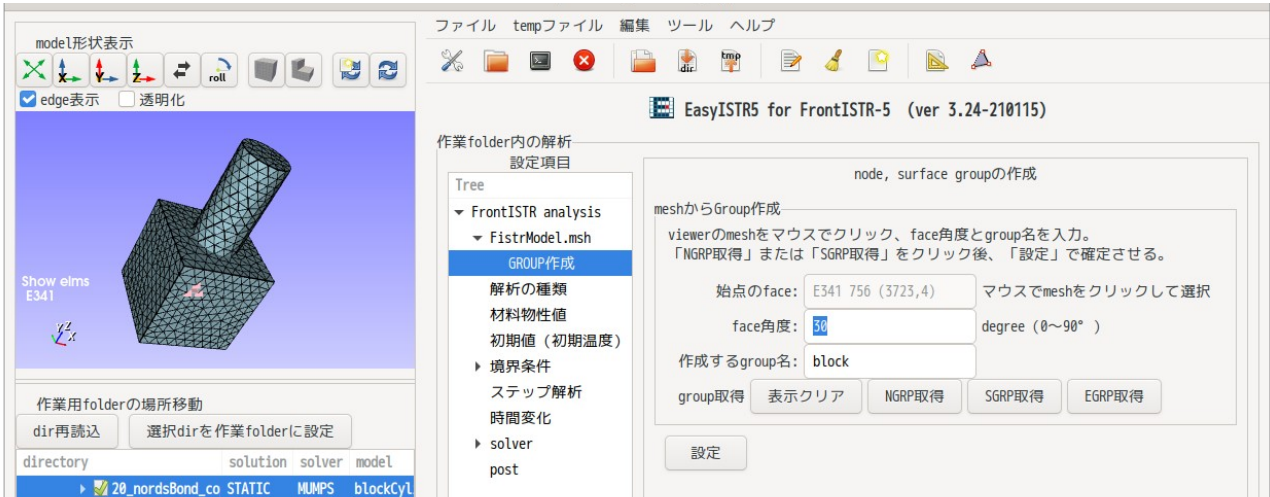 model形状表示
roll
edge表示 透明化
Show elms
E341
作業用folderの場所移動
dir再読込 選択dirを作業folderに設定
directory solution solver model
20_nordsBond_co STATIC MUMPS blockCyl
ファイル tempファイル 編集 ツール ヘルプ
dir
tmp
EasyISTR5 for FrontISTR-5 (ver 3.24-210115)
作業folder内の解析
設定項目
Tree
FrontISTR analysis
FistrModel.msh
GROUP作成
解析の種類
材料物性値
初期値 (初期温度)
境界条件
ステップ解析
時間変化
solver
post
node, surface groupの作成
meshからGroup作成
viewerのmeshをマウスでクリック、face角度とgroup名を入力。
「NGRP取得」または「SGRP取得」をクリック後、「設定」で確定させる。
始点のface: E341 756 (3723,4) マウスでmeshをクリックして選択
face角度: 30 degree (0～90° )
作成するgroup名: block
group取得 表示クリア NGRP取得 SGRP取得 EGRP取得
設定